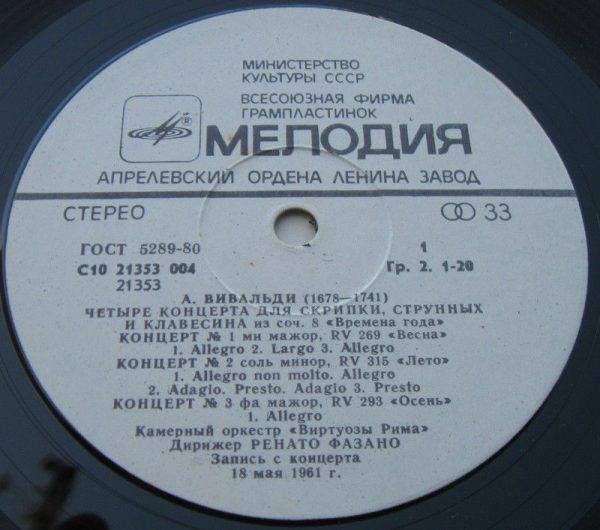 МИНИСТЕРСТВО
КУЛЬТУРЫ СССР
ВСЕСОЮЗНАЯ ФИРМА
ГРАМПЛАСТИНОК
МЕЛОДИЯ
АПРЕЛЕВСКИЙ ОРДЕНА ЛЕНИНА ЗАВОД
СТЕРЕО 33
ГОСТ 5289-80 1
С10 21353 004 Гр. 2. 1-20
21353
А. ВИВАЛЬДИ (1678—1741)
ЧЕТЫРЕ КОНЦЕРТА ДЛЯ СКРИПКИ, СТРУННЫХ
И КЛАВЕСИНА из соч. 8 «Времена года»
КОНЦЕРТ № 1 ми мажор, RV 269 «Весна»
1. Allegro 2. Largo 3. Allegro
КОНЦЕРТ № 2 соль минор, RV 315 «Лето»
1. Allegro non molto. Allegro
2. Adagio. Presto. Adagio 3. Presto
КОНЦЕРТ № 3 фа мажор, RV 293 «Осень»
1. Allegro
Камерный оркестр «Виртуозы Рима»
Дирижер РЕНАТО ФАЗАНО
Запись с концерта
18 мая 1961 г.